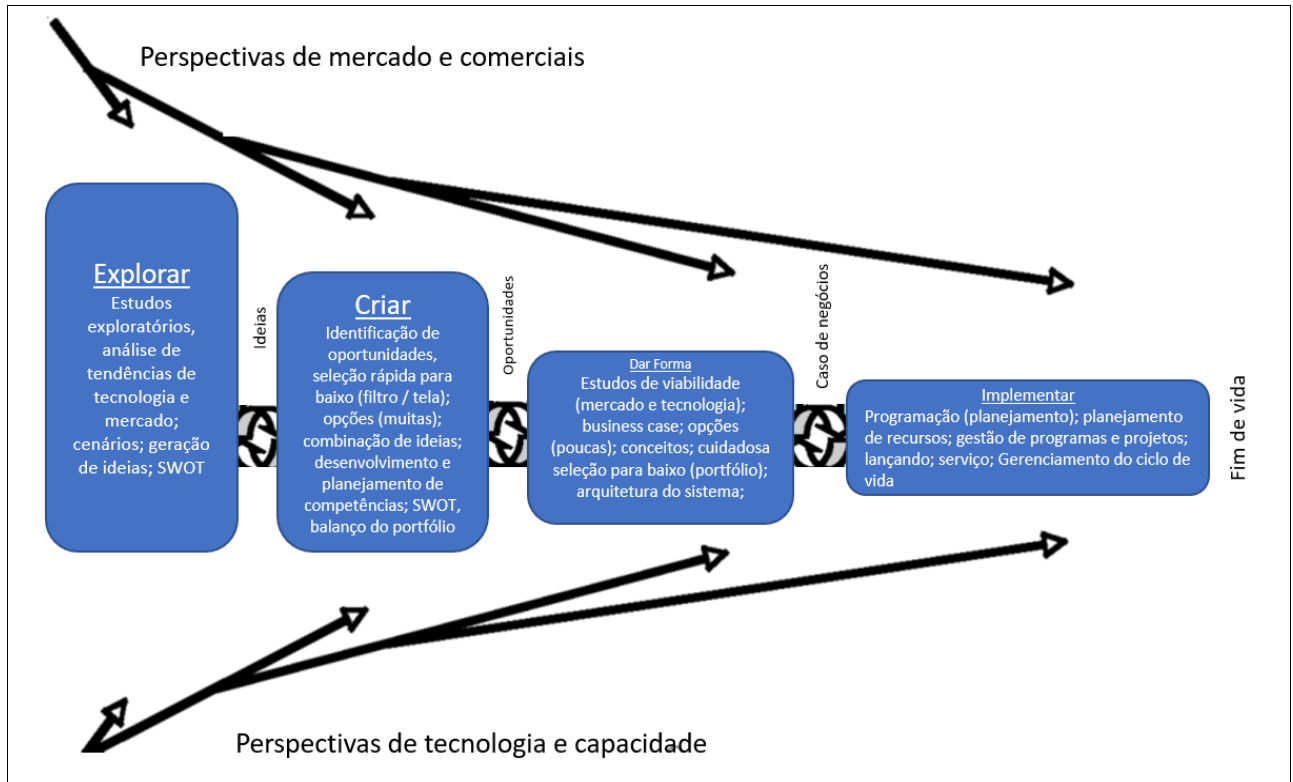 Perspectivas de mercado e comerciais
Explorar
Estudos
exploratórios,
análise de
tendências de
tecnologia e
mercado;
cenários; geração
de ideias; SWOT
Ideias
Criar
Identificação de
oportunidades,
seleção rápida para
baixo (filtro / tela);
opções (muitas);
combinação de ideias;
desenvolvimento e
planejamento de
competências; SWOT,
balanço do portfólio
Oportunidades
Dar Forma
Estudos de viabilidade
(mercado e tecnologia);
business case; opções
(poucas); conceitos; cuidadosa
seleção para baixo (portfólio);
arquitetura do sistema;
Caso de negócios
Implementar
Programação (planejamento); planejamento
de recursos; gestão de programas e projetos;
lançando; serviço; Gerenciamento do ciclo de
vida
Fim de vida
Perspectivas de tecnologia e capacidade